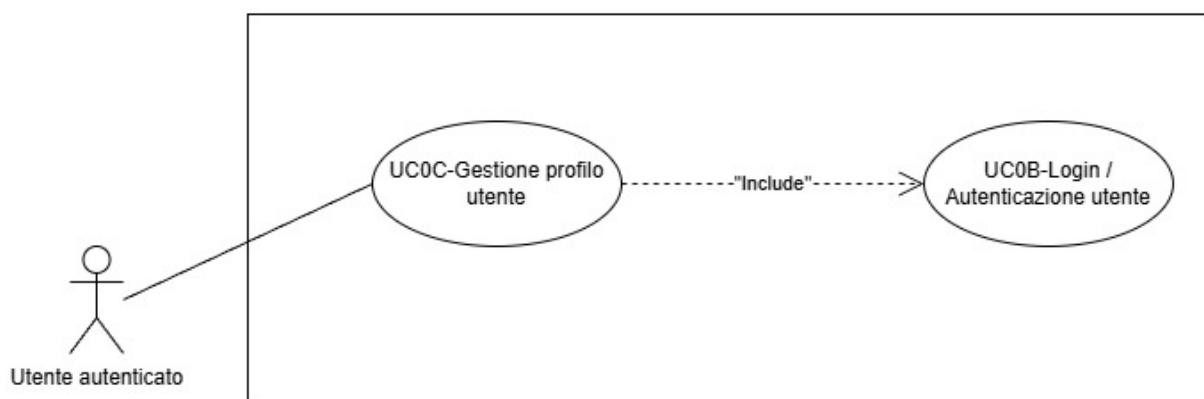 UC0C-Gestione profilo
utente
"Include"
UC0B-Login /
Autenticazione utente
Utente autenticato